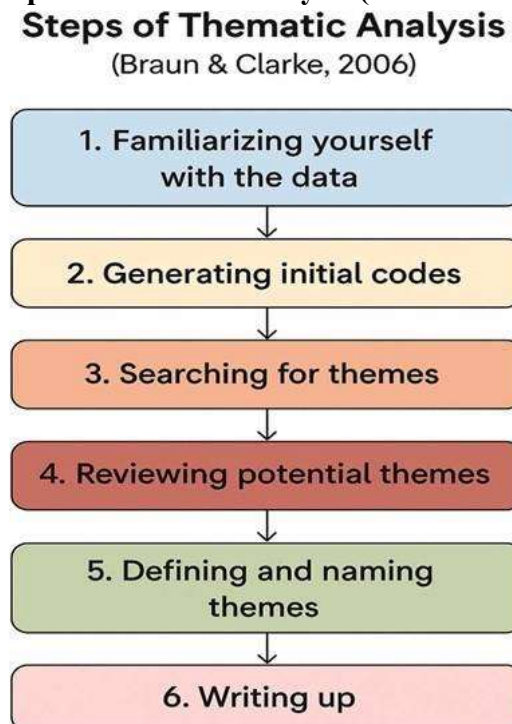 Steps of Thematic Analysis
(Braun & Clarke, 2006)
1. Familiarizing yourself
with the data
2. Generating initial codes
3. Searching for themes
4. Reviewing potential themes
5. Defining and naming
themes
6. Writing up